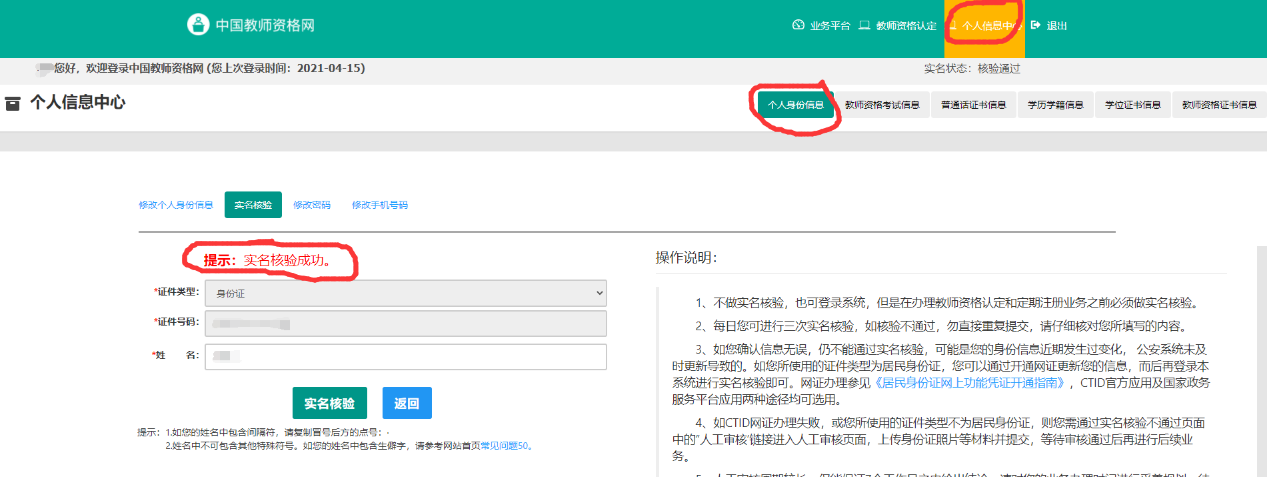 中国教师资格网
业务平台 教师资格认定 个人信息中心 退出
您好，欢迎登录中国教师资格网 (您上次登录时间：2021-04-15) 实名状态：核验通过
个人信息中心
个人身份信息 教师资格考试信息 普通话证书信息 学历学籍信息 学位证书信息 教师资格证书信息
修改个人身份信息 实名核验 修改密码 修改手机号码
提示：实名核验成功。
*证件类型： 身份证
*证件号码：
*姓 名：
实名核验 返回
提示：1.如您的姓名中包含间隔符，请复制冒号后方的点号：·
2.姓名中不可包含其他特殊符号。如您的姓名中包含生僻字，请参考网站首页常见问题50。
操作说明：
1、不做实名核验，也可登录系统，但是在办理教师资格认定和定期注册业务之前必须做实名核验。
2、每日您可进行三次实名核验，如核验不通过，勿直接重复提交，请仔细核对您所填写的内容。
3、如您确认信息无误，仍不能通过实名核验，可能是您的身份信息近期发生过变化， 公安系统未及
时更新导致的。如您所使用的证件类型为居民身份证，您可以通过开通网证更新您的信息，而后再登录本
系统进行实名核验即可。网证办理参见《居民身份证网上功能凭证开通指南》，CTID官方应用及国家政务
服务平台应用两种途径均可选用。
4、如CTID网证办理失败，或您所使用的证件类型不为居民身份证，则您需通过实名核验不通过页面
中的"人工审核"链接进入人工审核页面，上传身份证照片等材料并提交，等待审核通过后再进行后续业
务。